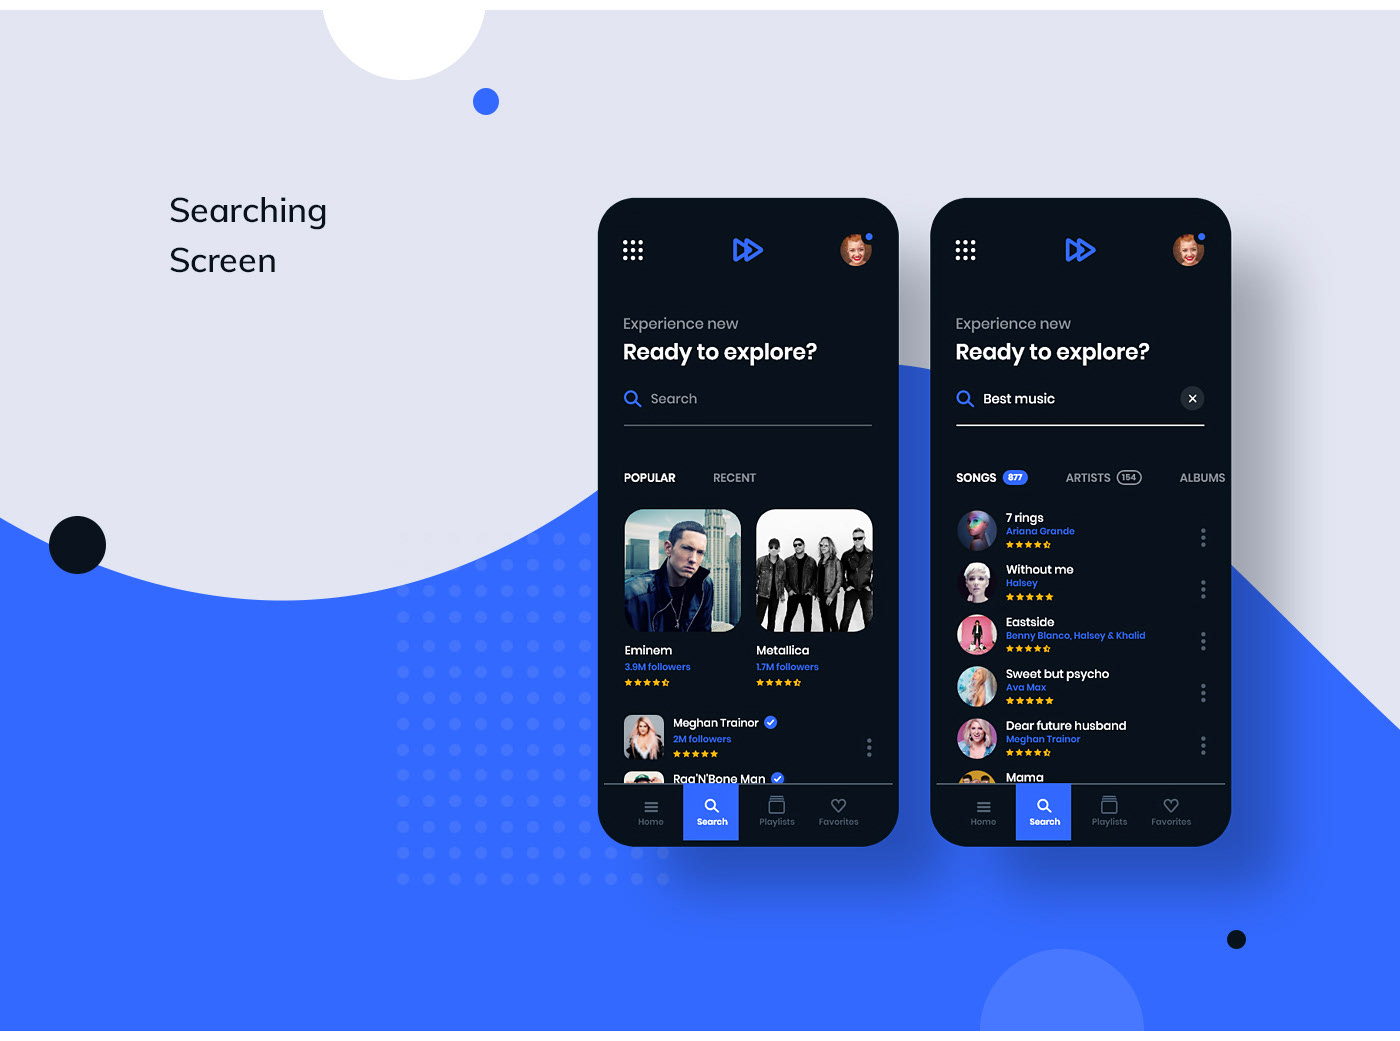 Searching
Screen
Experience new
Ready to explore?
Search
POPULAR RECENT
Eminem
3.9M followers
Metallica
1.7M followers
Meghan Trainor
2M followers
Rag'N'Bone Man
Home Search Playlists Favorites
Experience new
Ready to explore?
Best music
SONGS 877 ARTISTS 154 ALBUMS
7 rings
Ariana Grande
Without me
Halsey
Eastside
Benny Blanco, Halsey & Khalid
Sweet but psycho
Ava Max
Dear future husband
Meghan Trainor
Mama
Home Search Playlists Favorites